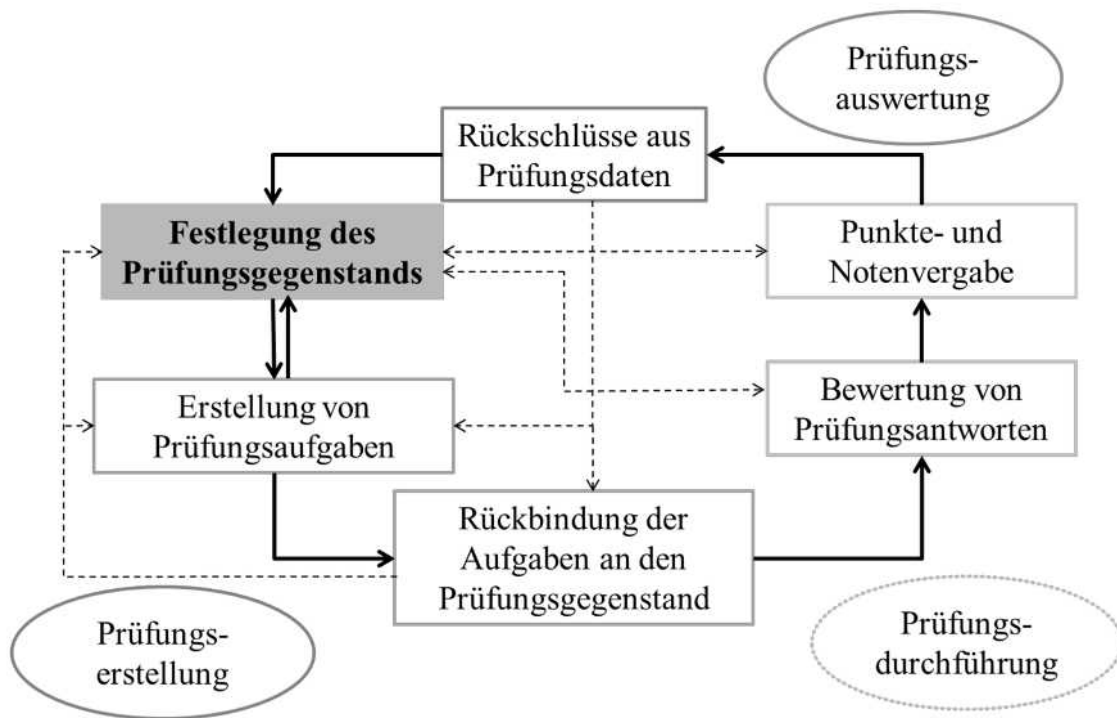 Prüfungs-
auswertung
Rückschlüsse aus
Prüfungsdaten
Festlegung des
Prüfungsgegenstands
Punkte- und
Notenvergabe
Erstellung von
Prüfungsaufgaben
Bewertung von
Prüfungsantworten
Rückbindung der
Aufgaben an den
Prüfungsgegenstand
Prüfungs-
erstellung
Prüfungs-
durchführung